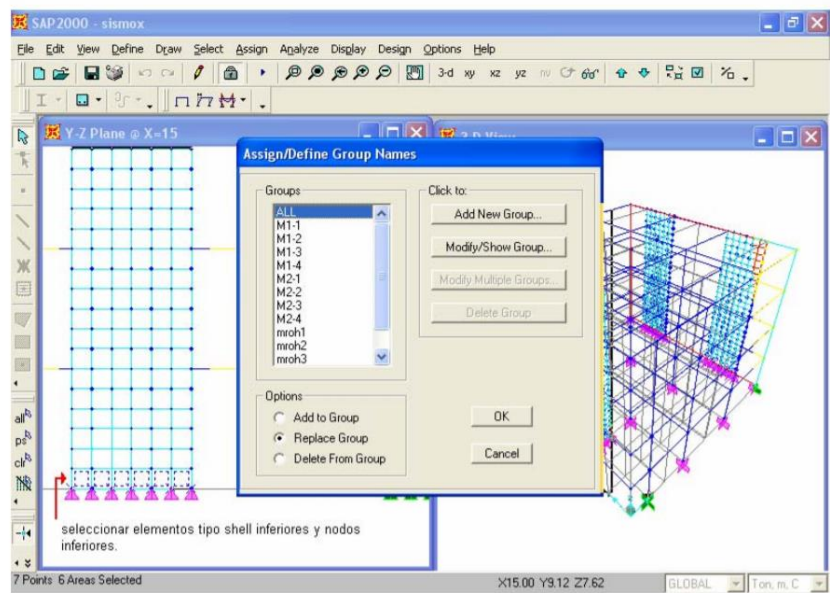 SAP2000 - sismox
File Edit View Define Draw Select Assign Analyze Display Design Options Help
3-d xy xz yz nv
Y-Z Plane @ X=15
3-D View
Assign/Define Group Names
Groups
ALL
M1-1
M1-2
M1-3
M1-4
M2-1
M2-2
M2-3
M2-4
mroh1
mroh2
mroh3
Click to:
Add New Group...
Modify/Show Group...
Modify Multiple Groups...
Delete Group
Options
Add to Group
Replace Group
Delete From Group
OK
Cancel
all
ps
clr
seleccionar elementos tipo shell inferiores y nodos
inferiores.
7 Points 6 Areas Selected
X15.00 Y9.12 Z7.62
GLOBAL
Ton, m, C